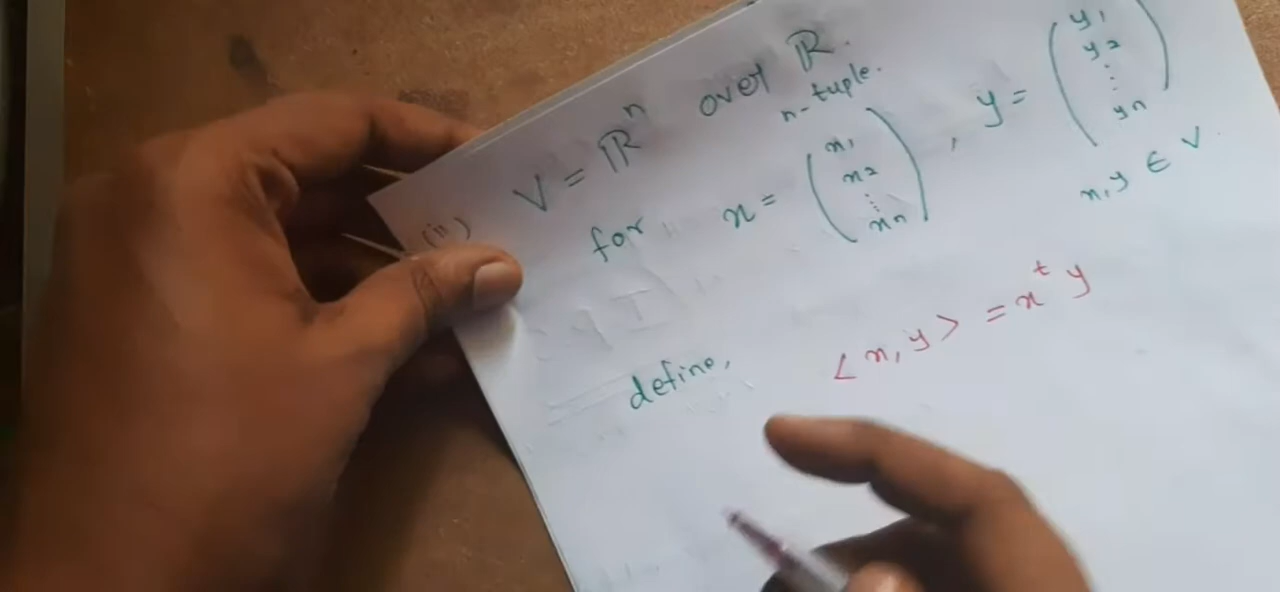 (ii) V = ℝⁿ over ℝ.
n-tuple.
for x = (x₁ x₂ ⋮ xₙ), y = (y₁ y₂ ⋮ yₙ)
x, y ∈ V
define, <x, y> = xᵗ y